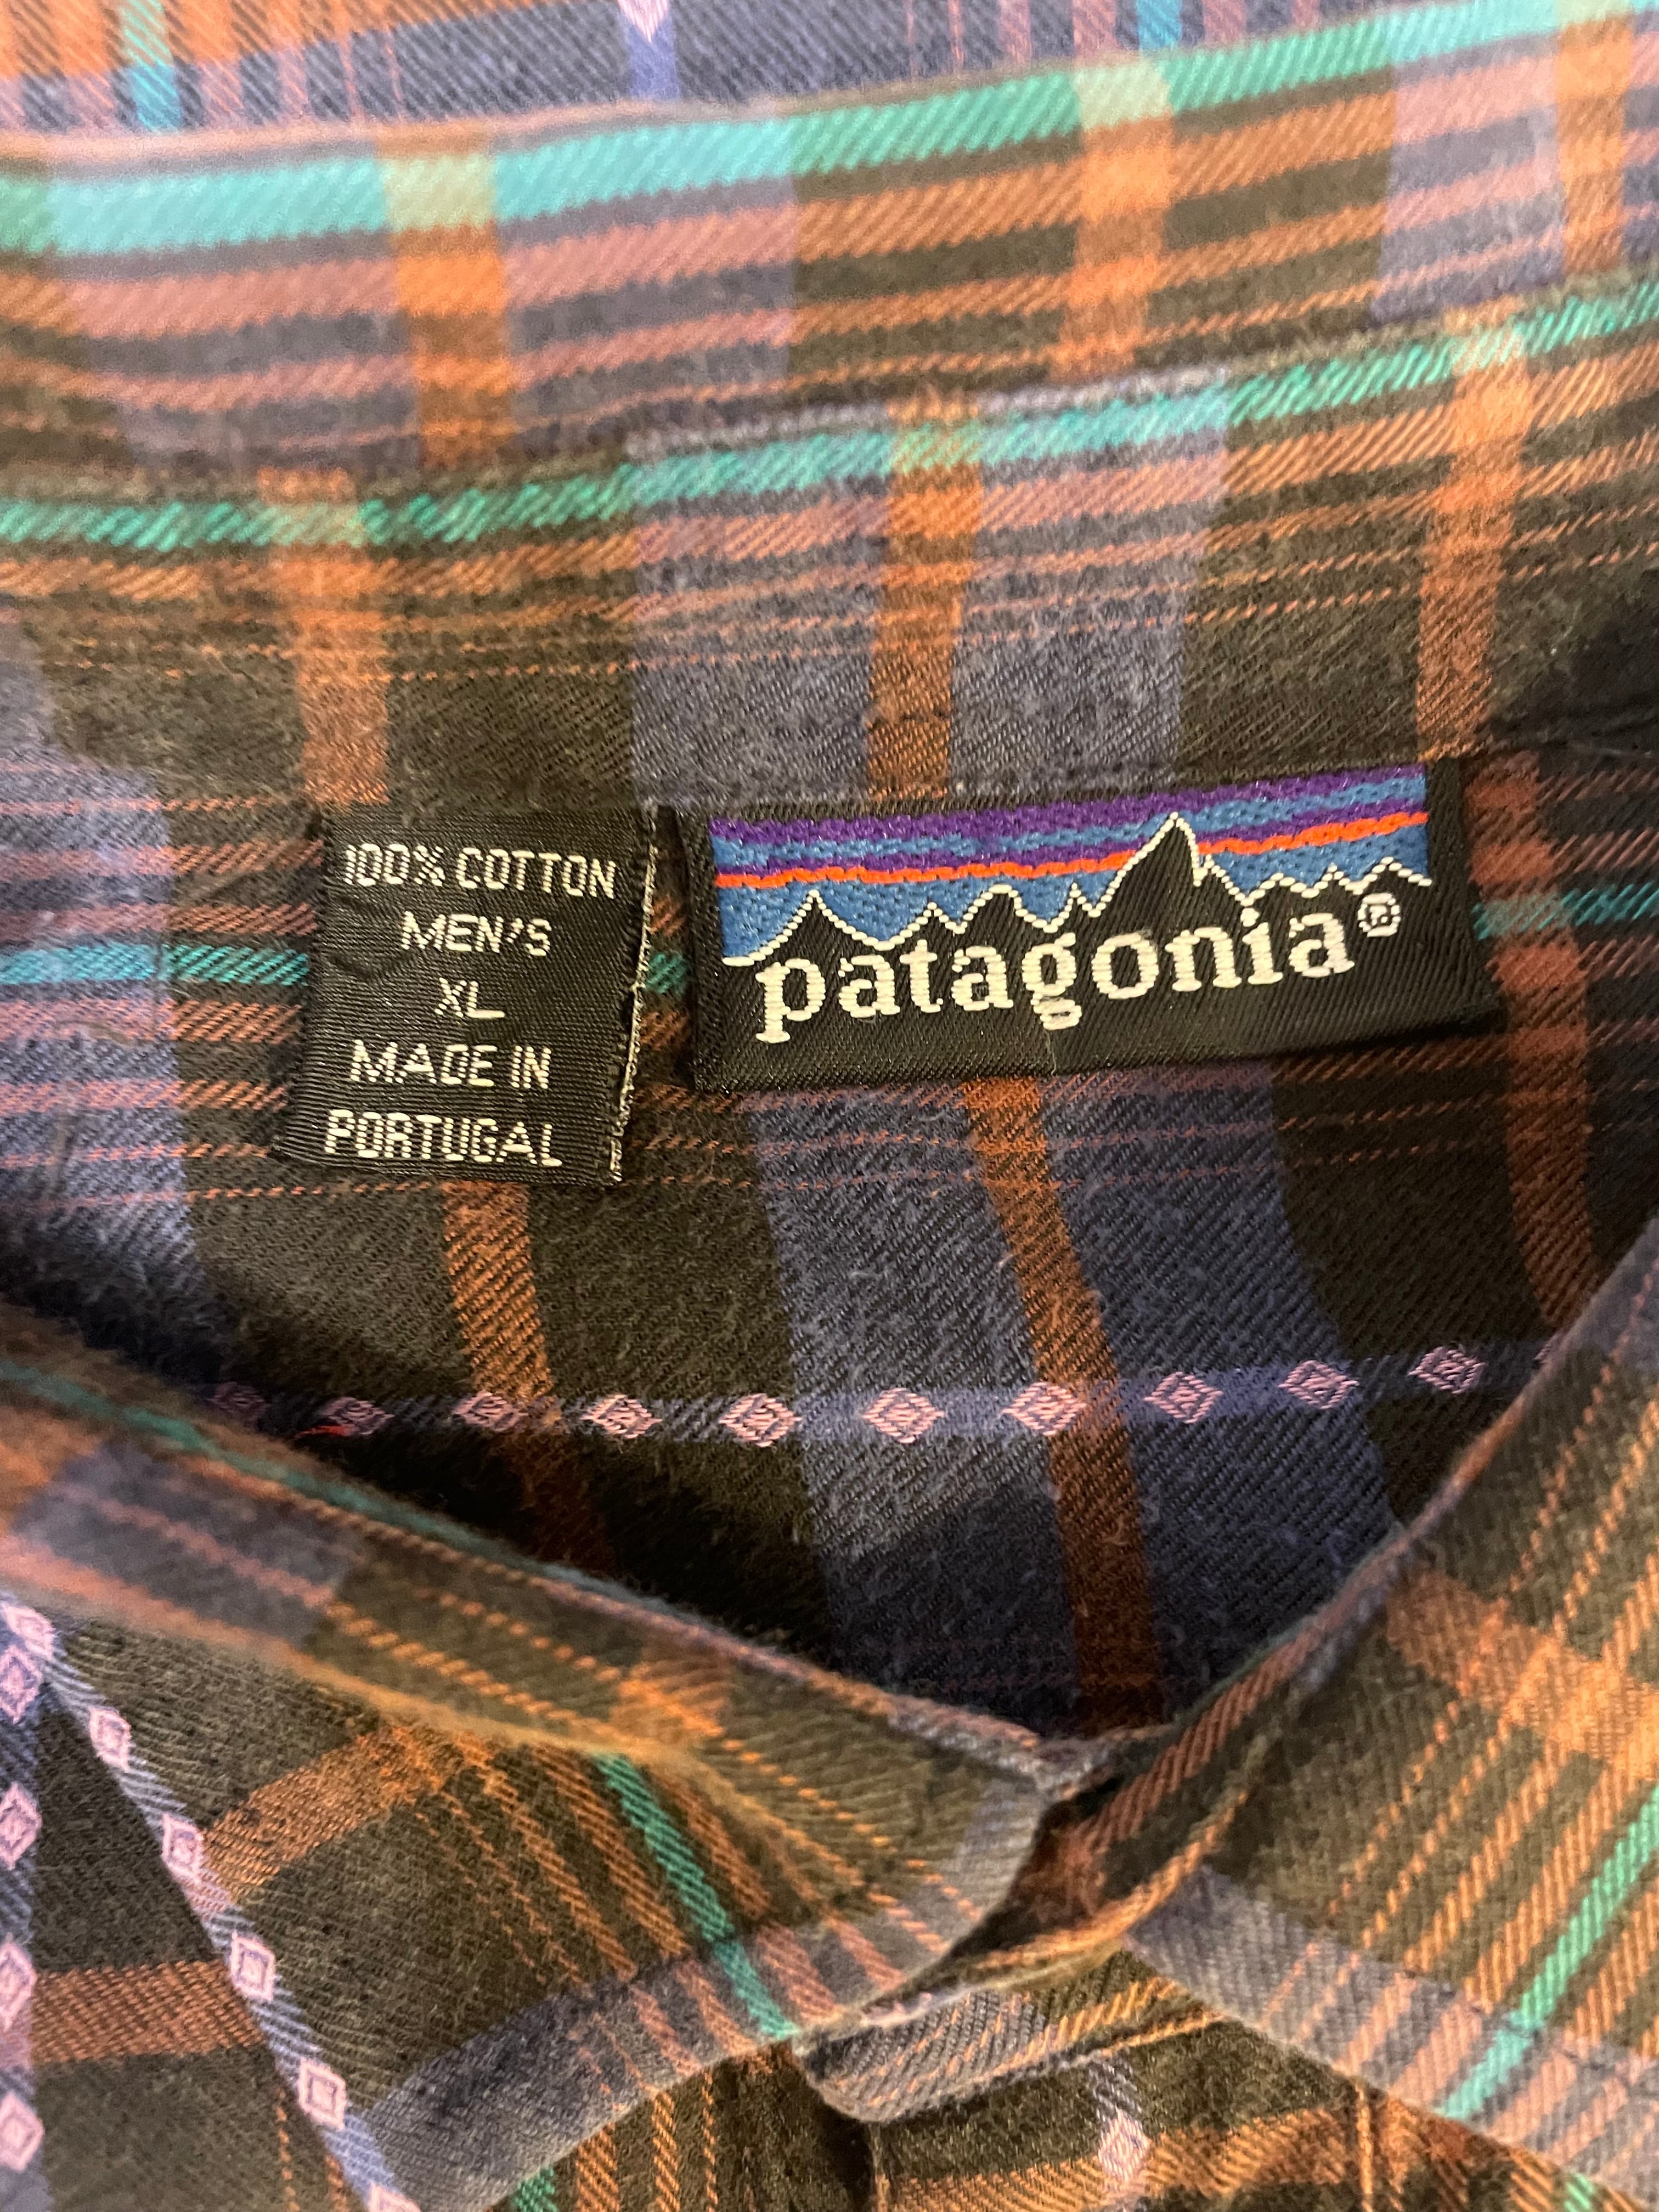 100% COTTON
MEN'S
XL
MADE IN
PORTUGAL
patagonia®